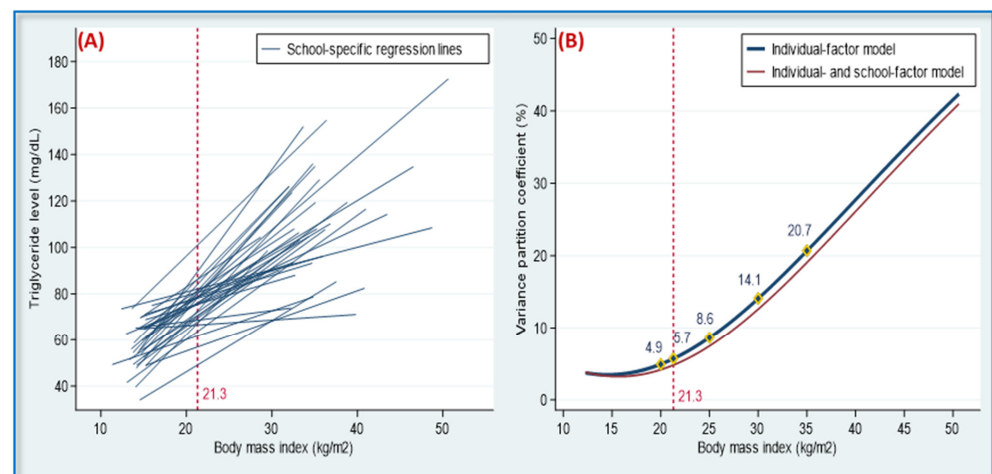 (A)
School-specific regression lines
180
160
140
120
100
80
60
40
Triglyceride level (mg/dL)
21.3
10 20 30 40 50
Body mass index (kg/m2)
(B)
Individual-factor model
Individual- and school-factor model
50
40
30
20
10
0
Variance partition coefficient (%)
20.7
14.1
8.6
5.7
4.9
21.3
10 15 20 25 30 35 40 45 50
Body mass index (kg/m2)